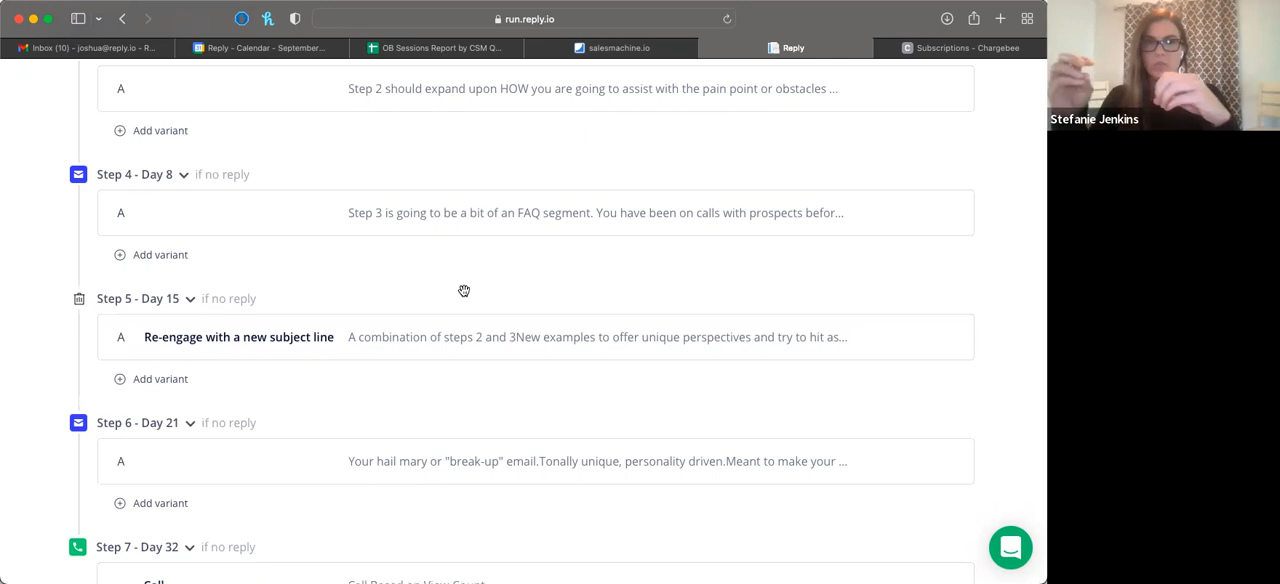 run.reply.io
Inbox (10) - joshua@reply.io - R...
Reply - Calendar - September...
OB Sessions Report by CSM Q...
salesmachine.io
Reply
Subscriptions - Chargebee
Stefanie Jenkins
A Step 2 should expand upon HOW you are going to assist with the pain point or obstacles ...
Add variant
Step 4 - Day 8 if no reply
A Step 3 is going to be a bit of an FAQ segment. You have been on calls with prospects befor...
Add variant
Step 5 - Day 15 if no reply
A Re-engage with a new subject line A combination of steps 2 and 3New examples to offer unique perspectives and try to hit as...
Add variant
Step 6 - Day 21 if no reply
A Your hail mary or "break-up" email.Tonally unique, personality driven.Meant to make your ...
Add variant
Step 7 - Day 32 if no reply
Call Call Based on View Count